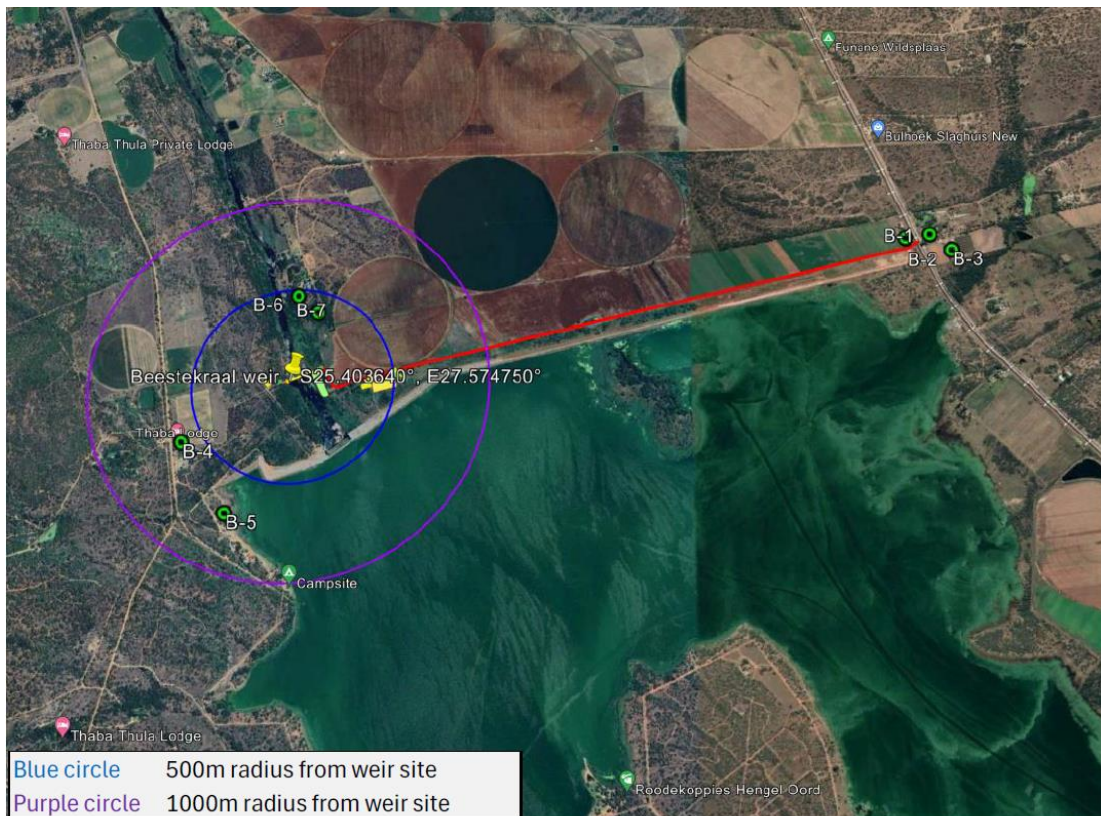 Funane Wildsplaas
Thaba Thula Private Lodge
Bulhoek Slaghuis New
B-1
B-2
B-3
B-6
B-7
Beestekraal weir : S25.403640°, E27.574750°
Thaba Lodge
B-4
B-5
Campsite
Thaba Thula Lodge
Roodekoppies Hengel Oord
Blue circle 500m radius from weir site
Purple circle 1000m radius from weir site